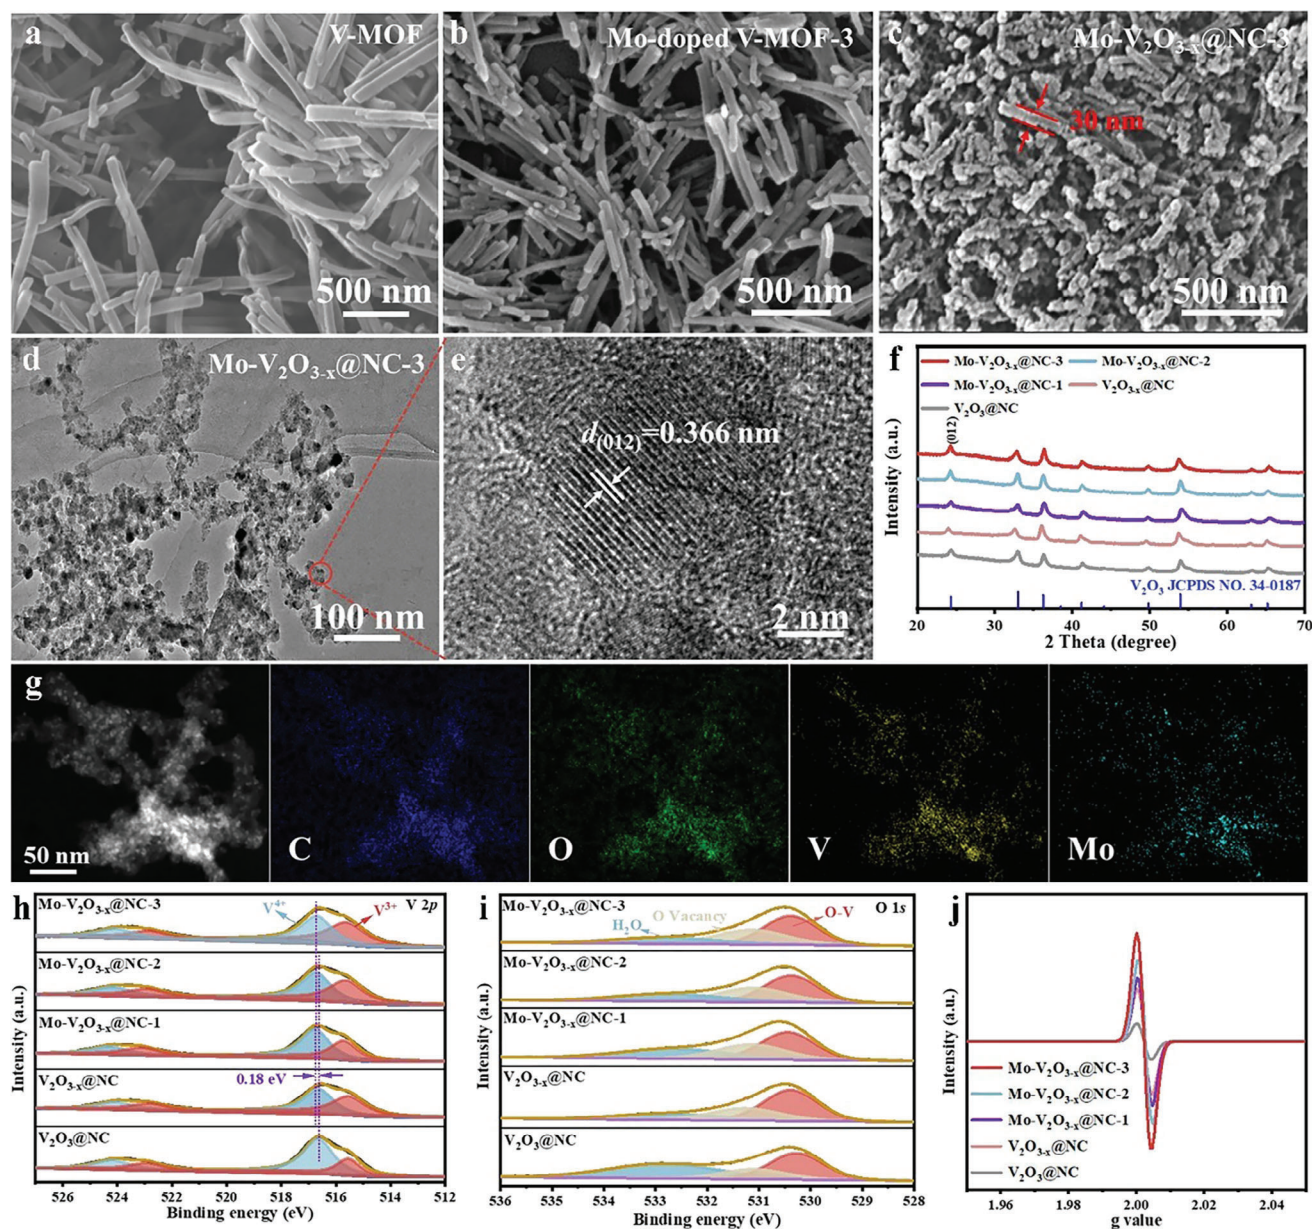 a
V-MOF
500 nm
b
Mo-doped V-MOF-3
500 nm
c
Mo-V₂O₃₋ₓ@NC-3
30 nm
500 nm
d
Mo-V₂O₃₋ₓ@NC-3
100 nm
e
d₍₀₁₂₎=0.366 nm
2 nm
f
Mo-V₂O₃₋ₓ@NC-3
Mo-V₂O₃₋ₓ@NC-2
Mo-V₂O₃₋ₓ@NC-1
V₂O₃₋ₓ@NC
V₂O₃@NC
(012)
V₂O₃ JCPDS NO. 34-0187
Intensity (a.u.)
20 30 40 50 60 70
2 Theta (degree)
g
50 nm
C
O
V
Mo
h
Mo-V₂O₃₋ₓ@NC-3
V⁴⁺
V³⁺
V 2p
Mo-V₂O₃₋ₓ@NC-2
Mo-V₂O₃₋ₓ@NC-1
V₂O₃₋ₓ@NC
0.18 eV
V₂O₃@NC
Intensity (a.u.)
526 524 522 520 518 516 514 512
Binding energy (eV)
i
Mo-V₂O₃₋ₓ@NC-3
H₂O
O Vacancy
O-V
O 1s
Mo-V₂O₃₋ₓ@NC-2
Mo-V₂O₃₋ₓ@NC-1
V₂O₃₋ₓ@NC
V₂O₃@NC
Intensity (a.u.)
536 535 534 533 532 531 530 529 528
Binding energy (eV)
j
Intensity (a.u.)
Mo-V₂O₃₋ₓ@NC-3
Mo-V₂O₃₋ₓ@NC-2
Mo-V₂O₃₋ₓ@NC-1
V₂O₃₋ₓ@NC
V₂O₃@NC
1.96 1.98 2.00 2.02 2.04
g value